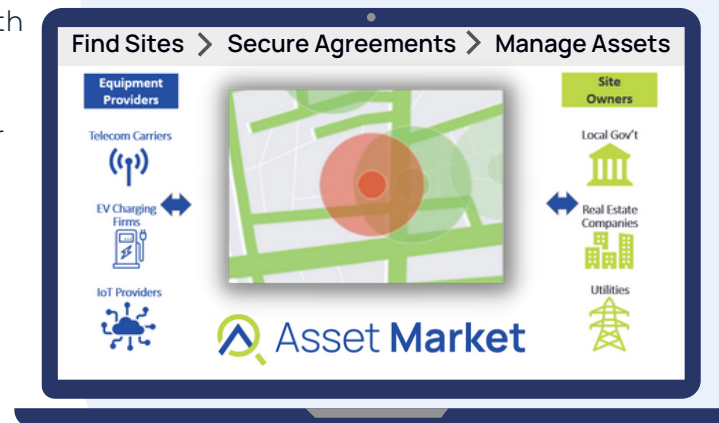 th
r
Find Sites > Secure Agreements > Manage Assets
Equipment
Providers
Telecom Carriers
EV Charging
Firms
IoT Providers
Site
Owners
Local Gov't
Real Estate
Companies
Utilities
Asset Market